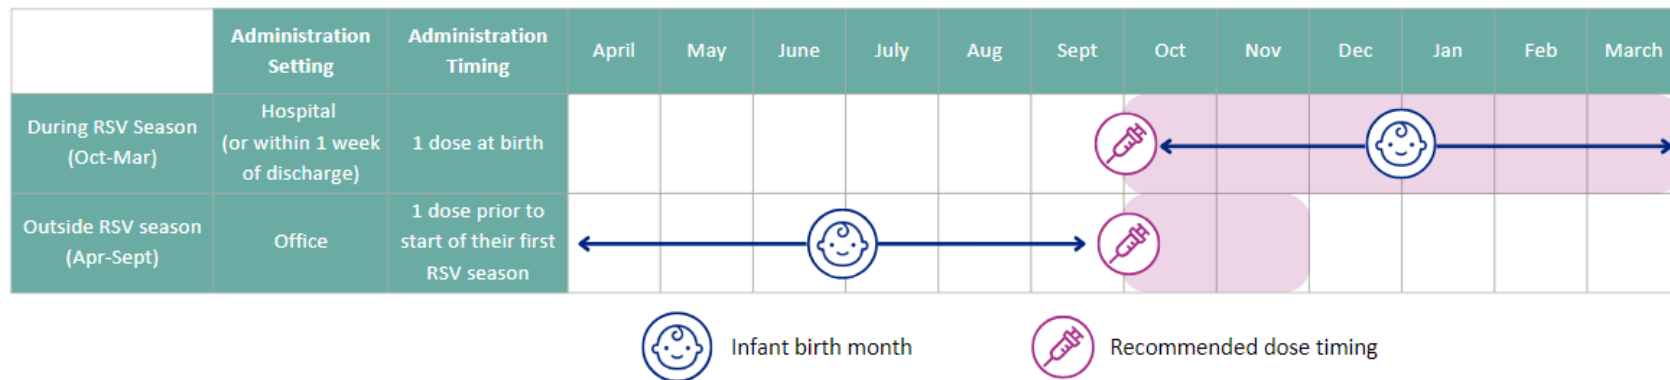 Administration Setting
Administration Timing
April
May
June
July
Aug
Sept
Oct
Nov
Dec
Jan
Feb
March
During RSV Season
(Oct-Mar)
Hospital
(or within 1 week
of discharge)
1 dose at birth
Outside RSV season
(Apr-Sept)
Office
1 dose prior to
start of their first
RSV season
Infant birth month
Recommended dose timing